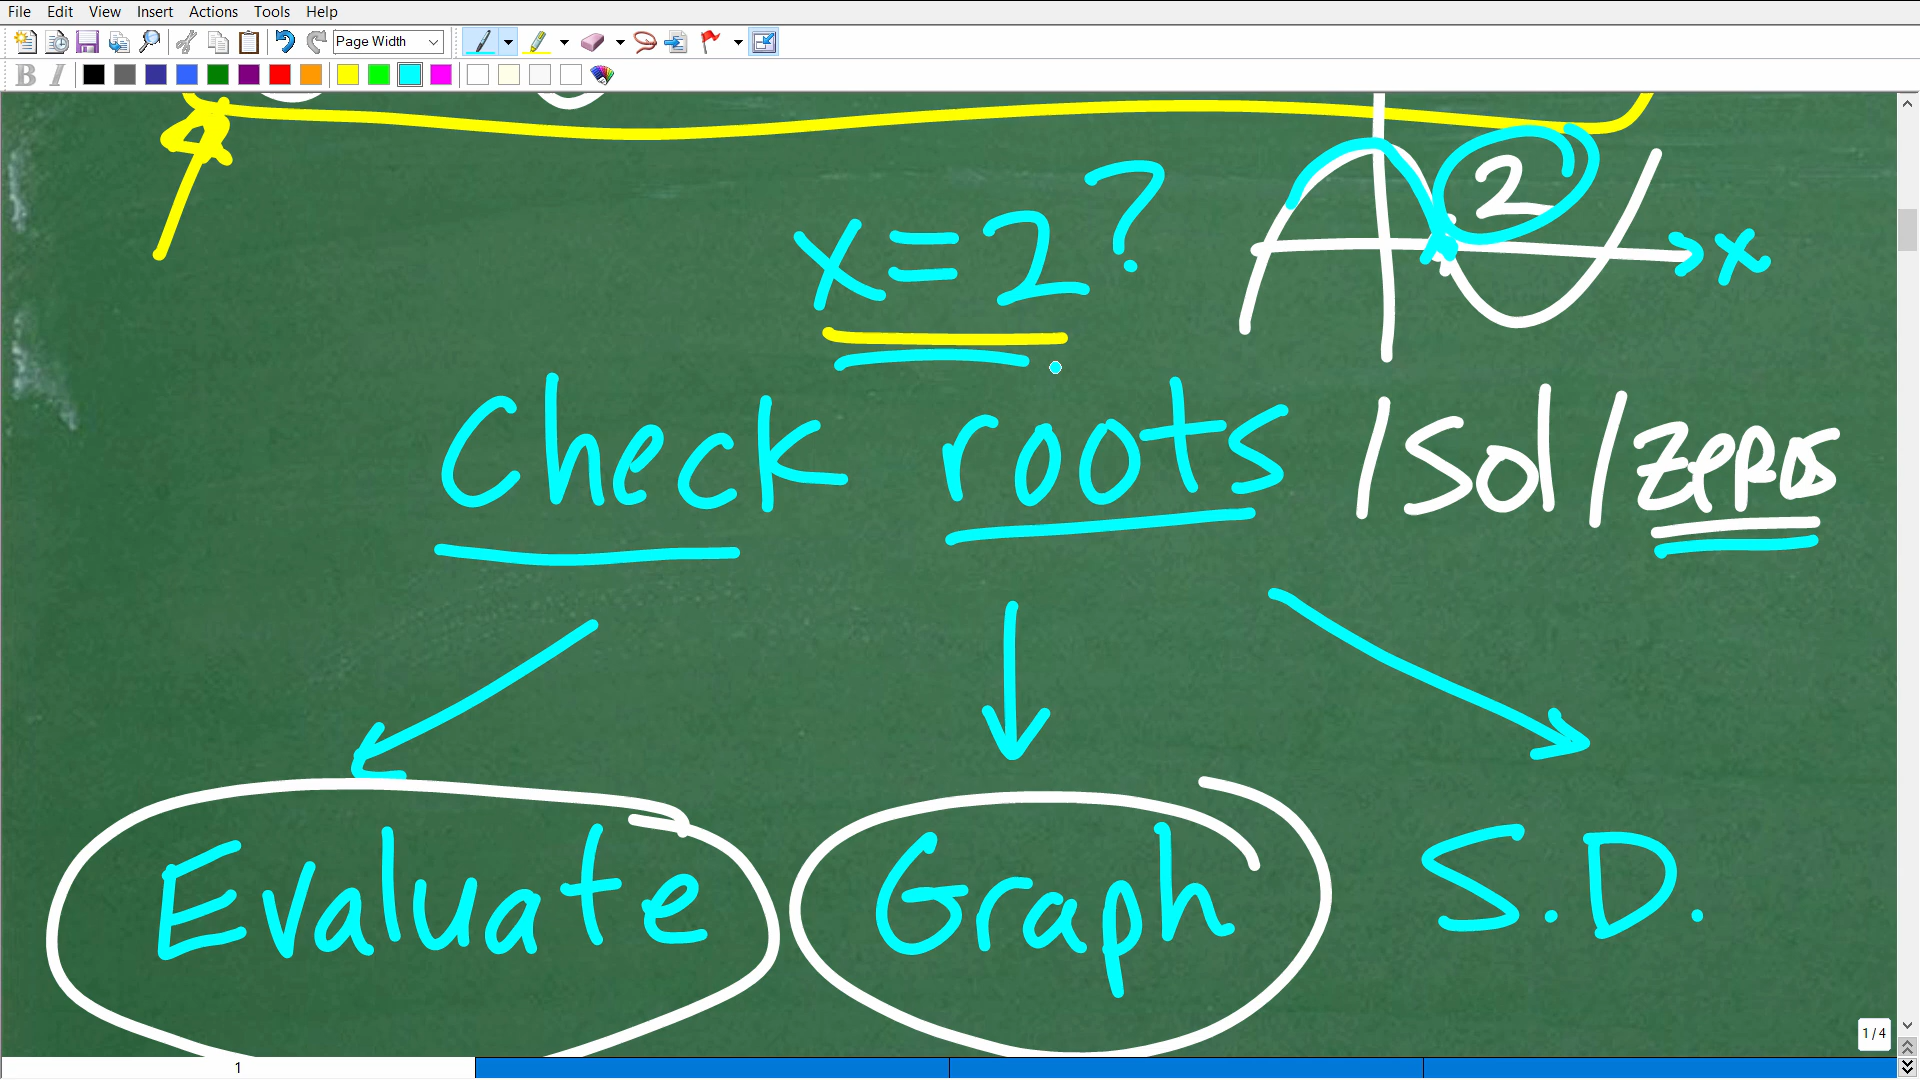 File Edit View Insert Actions Tools Help
Page Width
B I
x=2?
2
x
Check roots /Sol/zeros
Evaluate Graph S.D.
1 / 4
1